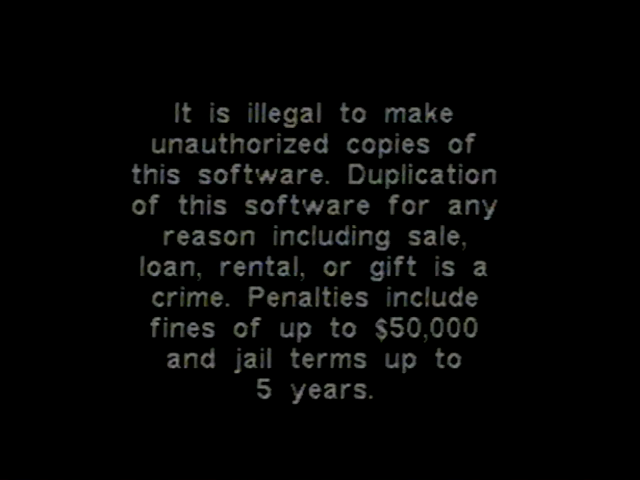 It is illegal to make
unauthorized copies of
this software. Duplication
of this software for any
reason including sale,
loan, rental, or gift is a
crime. Penalties include
fines of up to $50,000
and jail terms up to
5 years.